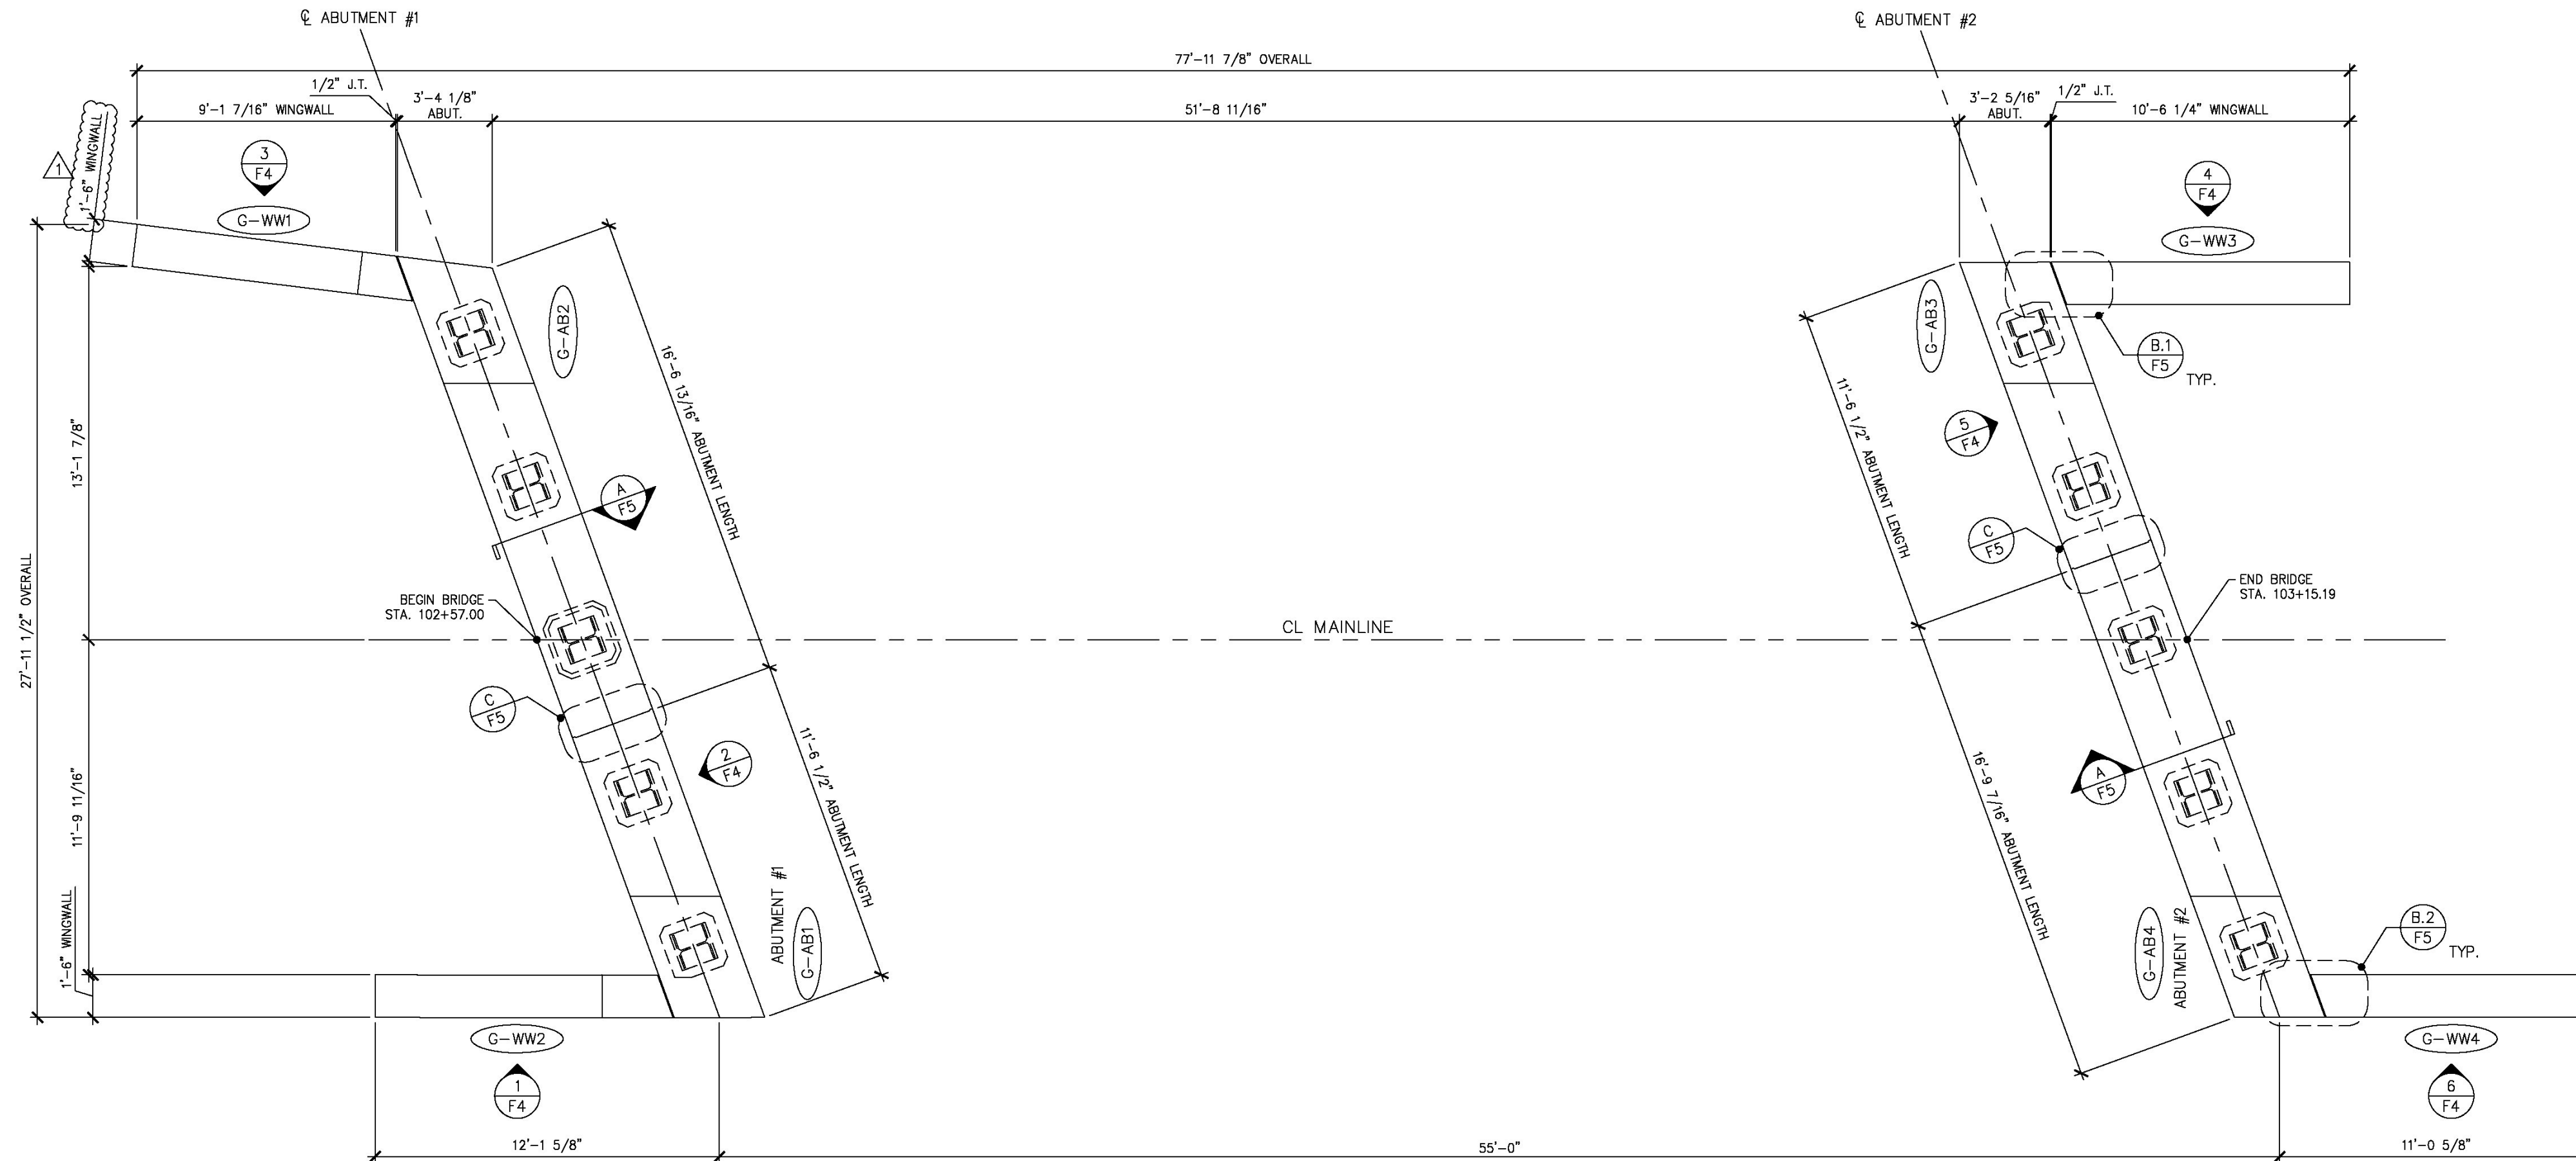 ℄ ABUTMENT #1
℄ ABUTMENT #2
77'-11 7/8" OVERALL
1/2" J.T.
3'-4 1/8"
ABUT.
9'-1 7/16" WINGWALL
51'-8 11/16"
3'-2 5/16"
ABUT.
1/2" J.T.
10'-6 1/4" WINGWALL
1'-6" WINGWALL
1
3
F4
G-WW1
4
F4
G-WW3
G-AB2
G-AB3
16'-6 13/16" ABUTMENT LENGTH
11'-6 1/2" ABUTMENT LENGTH
B.1
F5
TYP.
5
F4
13'-1 7/8"
A
F5
C
F5
27'-11 1/2" OVERALL
BEGIN BRIDGE
STA. 102+57.00
CL MAINLINE
END BRIDGE
STA. 103+15.19
C
F5
2
F4
11'-6 1/2" ABUTMENT LENGTH
16'-9 7/16" ABUTMENT LENGTH
A
F5
11'-9 11/16"
1'-6" WINGWALL
ABUTMENT #1
G-AB1
G-AB4
ABUTMENT #2
B.2
F5
TYP.
G-WW2
1
F4
G-WW4
6
F4
12'-1 5/8"
55'-0"
11'-0 5/8"